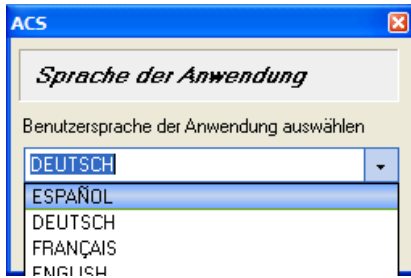 ACS
Sprache der Anwendung
Benutzersprache der Anwendung auswählen
DEUTSCH
ESPAÑOL
DEUTSCH
FRANÇAIS
ENGLISH